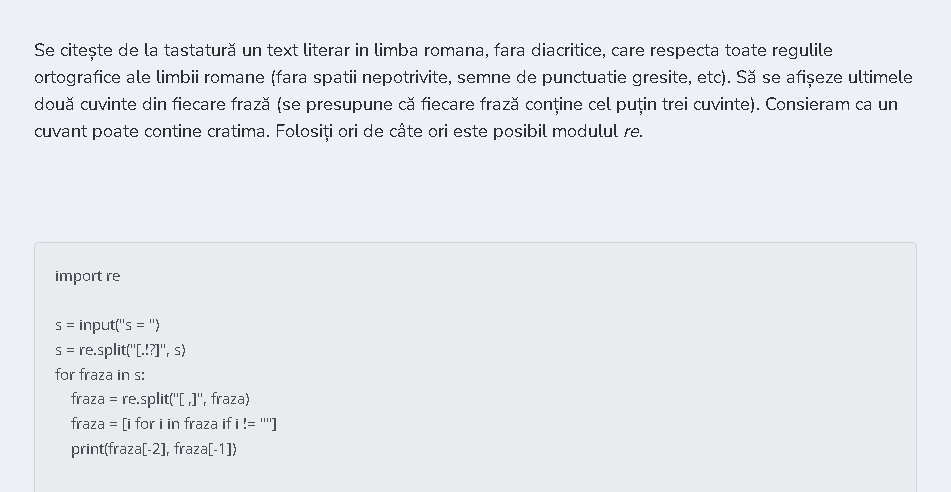 Se citește de la tastatură un text literar in limba romana, fara diacritice, care respecta toate regulile
ortografice ale limbii romane (fara spatii nepotrivite, semne de punctuatie gresite, etc). Să se afișeze ultimele
două cuvinte din fiecare frază (se presupune că fiecare frază conține cel puțin trei cuvinte). Consieram ca un
cuvant poate contine cratima. Folosiți ori de câte ori este posibil modulul re.
import re
s = input("s = ")
s = re.split("[.!?]", s)
for fraza in s:
fraza = re.split("[ ,]", fraza)
fraza = [i for i in fraza if i != ""]
print(fraza[-2], fraza[-1])